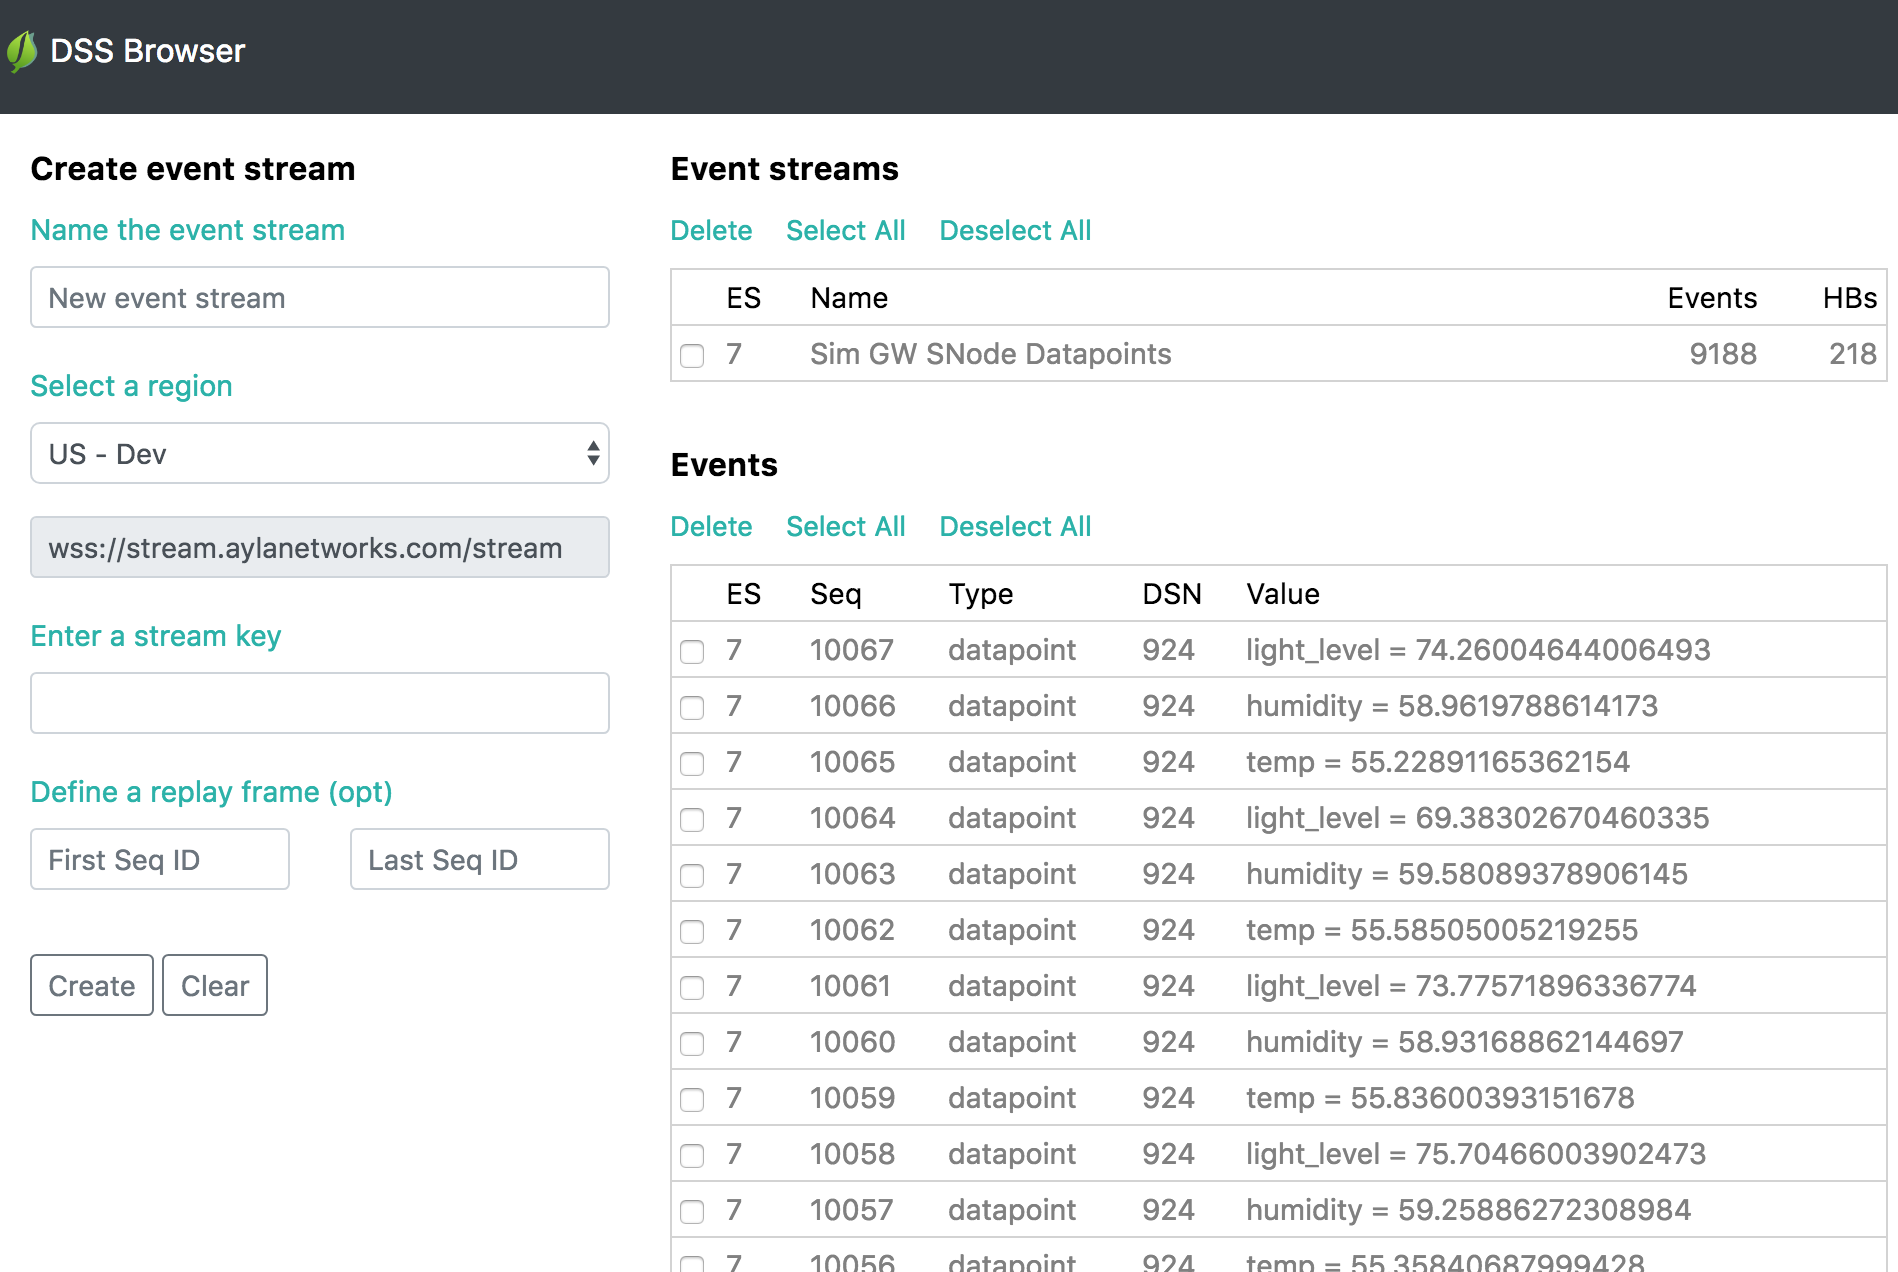 DSS Browser
Create event stream
Name the event stream
New event stream
Select a region
US - Dev
wss://stream.aylanetworks.com/stream
Enter a stream key
Define a replay frame (opt)
First Seq ID Last Seq ID
Create Clear
Event streams
Delete Select All Deselect All
ES Name Events HBs
7 Sim GW SNode Datapoints 9188 218
Events
Delete Select All Deselect All
ES Seq Type DSN Value
7 10067 datapoint 924 light_level = 74.26004644006493
7 10066 datapoint 924 humidity = 58.9619788614173
7 10065 datapoint 924 temp = 55.22891165362154
7 10064 datapoint 924 light_level = 69.38302670460335
7 10063 datapoint 924 humidity = 59.58089378906145
7 10062 datapoint 924 temp = 55.58505005219255
7 10061 datapoint 924 light_level = 73.77571896336774
7 10060 datapoint 924 humidity = 58.93168862144697
7 10059 datapoint 924 temp = 55.83600393151678
7 10058 datapoint 924 light_level = 75.70466003902473
7 10057 datapoint 924 humidity = 59.25886272308984
7 10056 datapoint 924 temp = 55.35840687999428